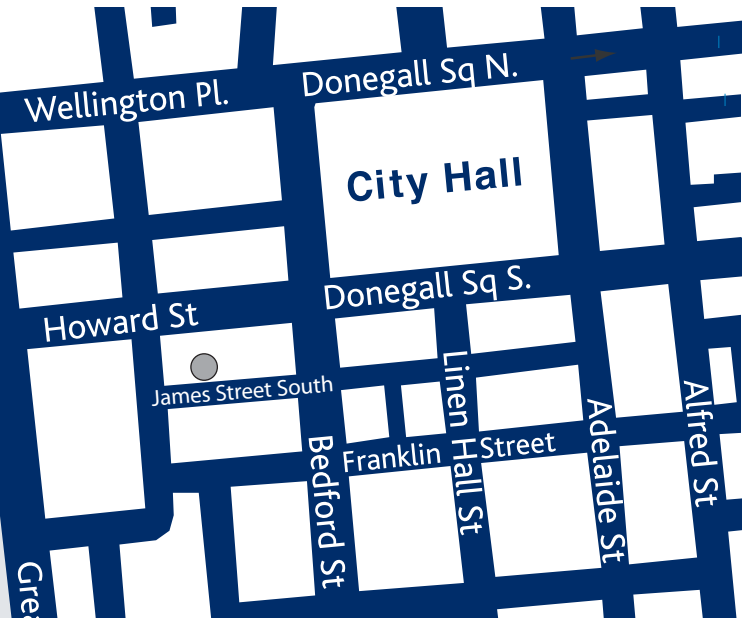 Donegall Sq N.
Wellington Pl.
City Hall
Donegall Sq S.
Howard St
James Street South
Linen Hall St
Alfred St
Adelaide St
Bedford St
Franklin Street
Grea